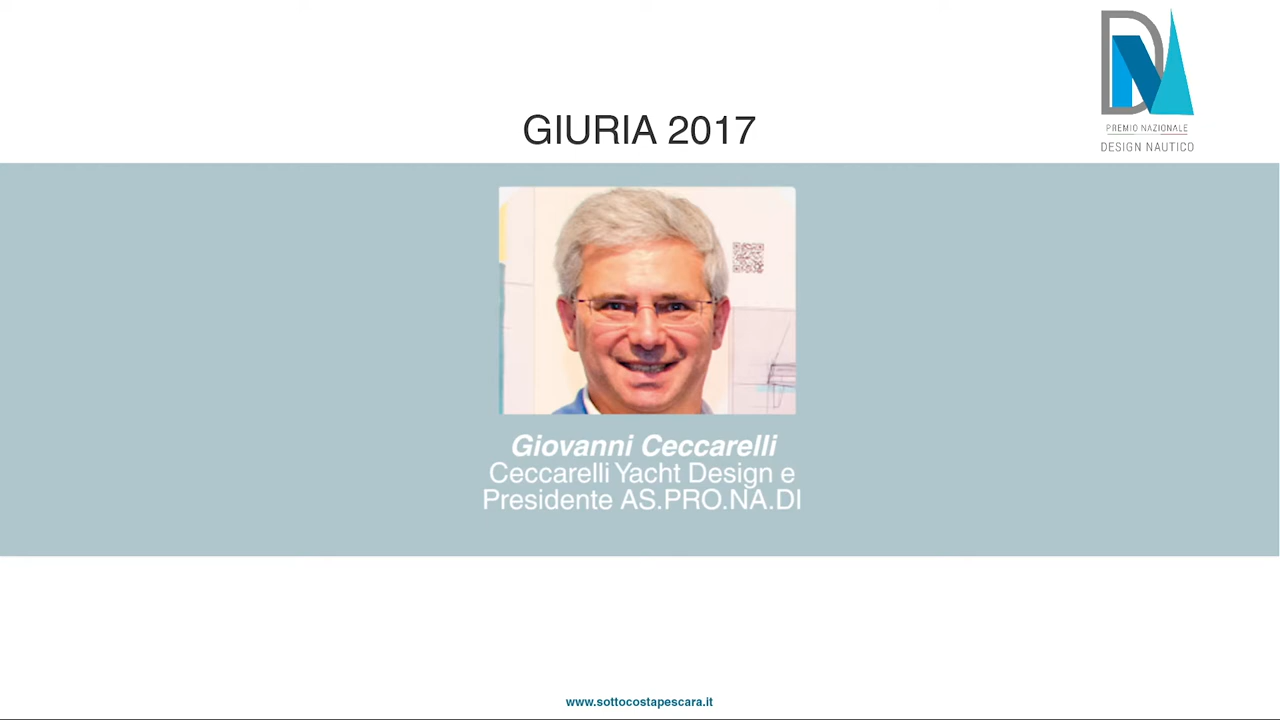 PREMIO NAZIONALE
DESIGN NAUTICO
GIURIA 2017
Giovanni Ceccarelli
Ceccarelli Yacht Design e
Presidente AS.PRO.NA.DI
www.sottocostapescara.it